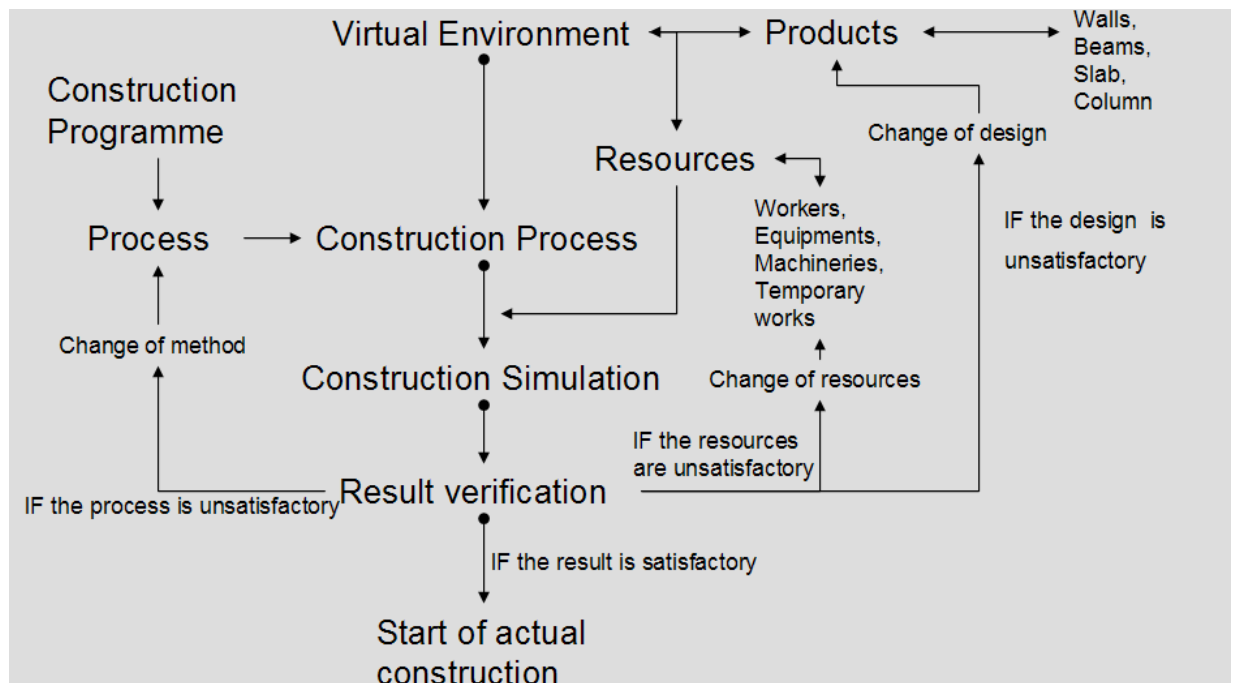 Virtual Environment
Products
Walls,
Beams,
Slab,
Column
Construction
Programme
Change of design
Resources
Workers,
Equipments,
Machineries,
Temporary
works
IF the design is
unsatisfactory
Process
Construction Process
Change of method
Construction Simulation
Change of resources
IF the resources
are unsatisfactory
IF the process is unsatisfactory
Result verification
IF the result is satisfactory
Start of actual
construction